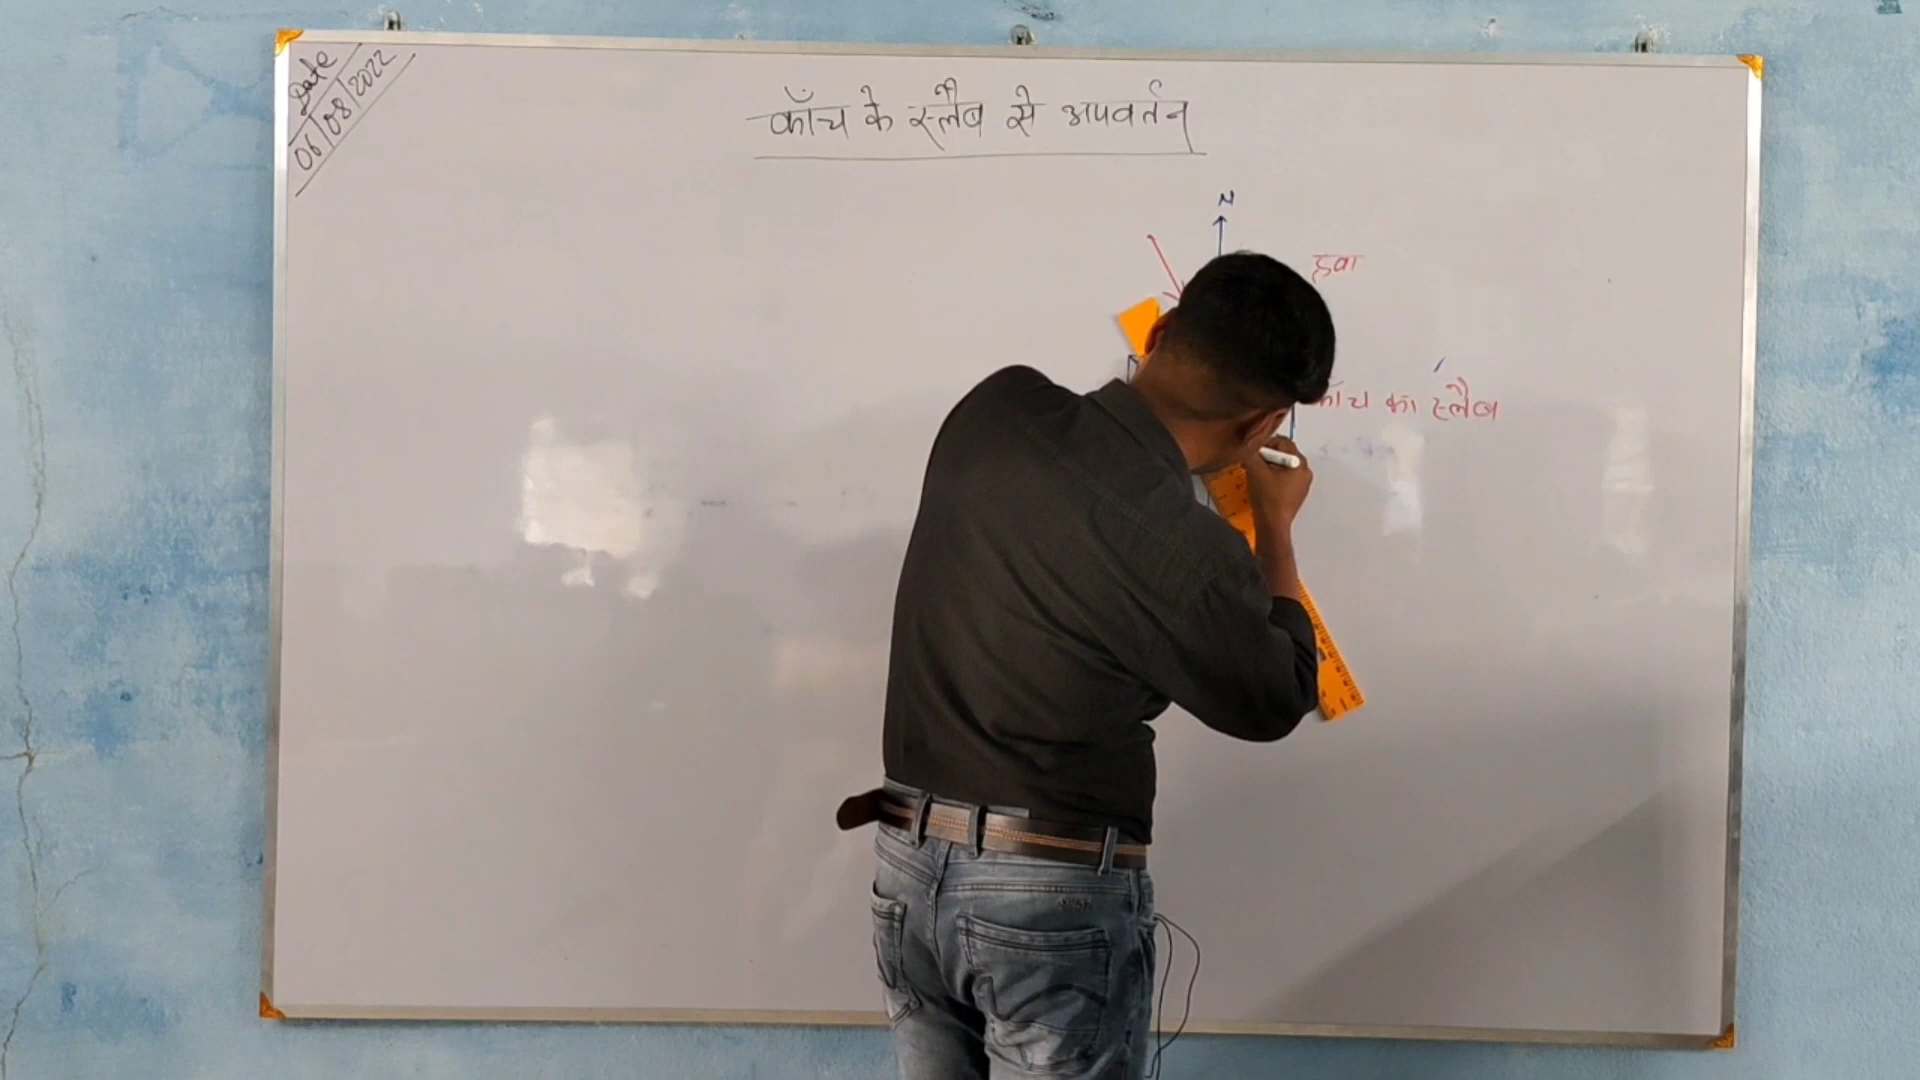 Date
06/08/2022
काँच के स्लैब से अपवर्तन
N
हवा
काँच का स्लैब